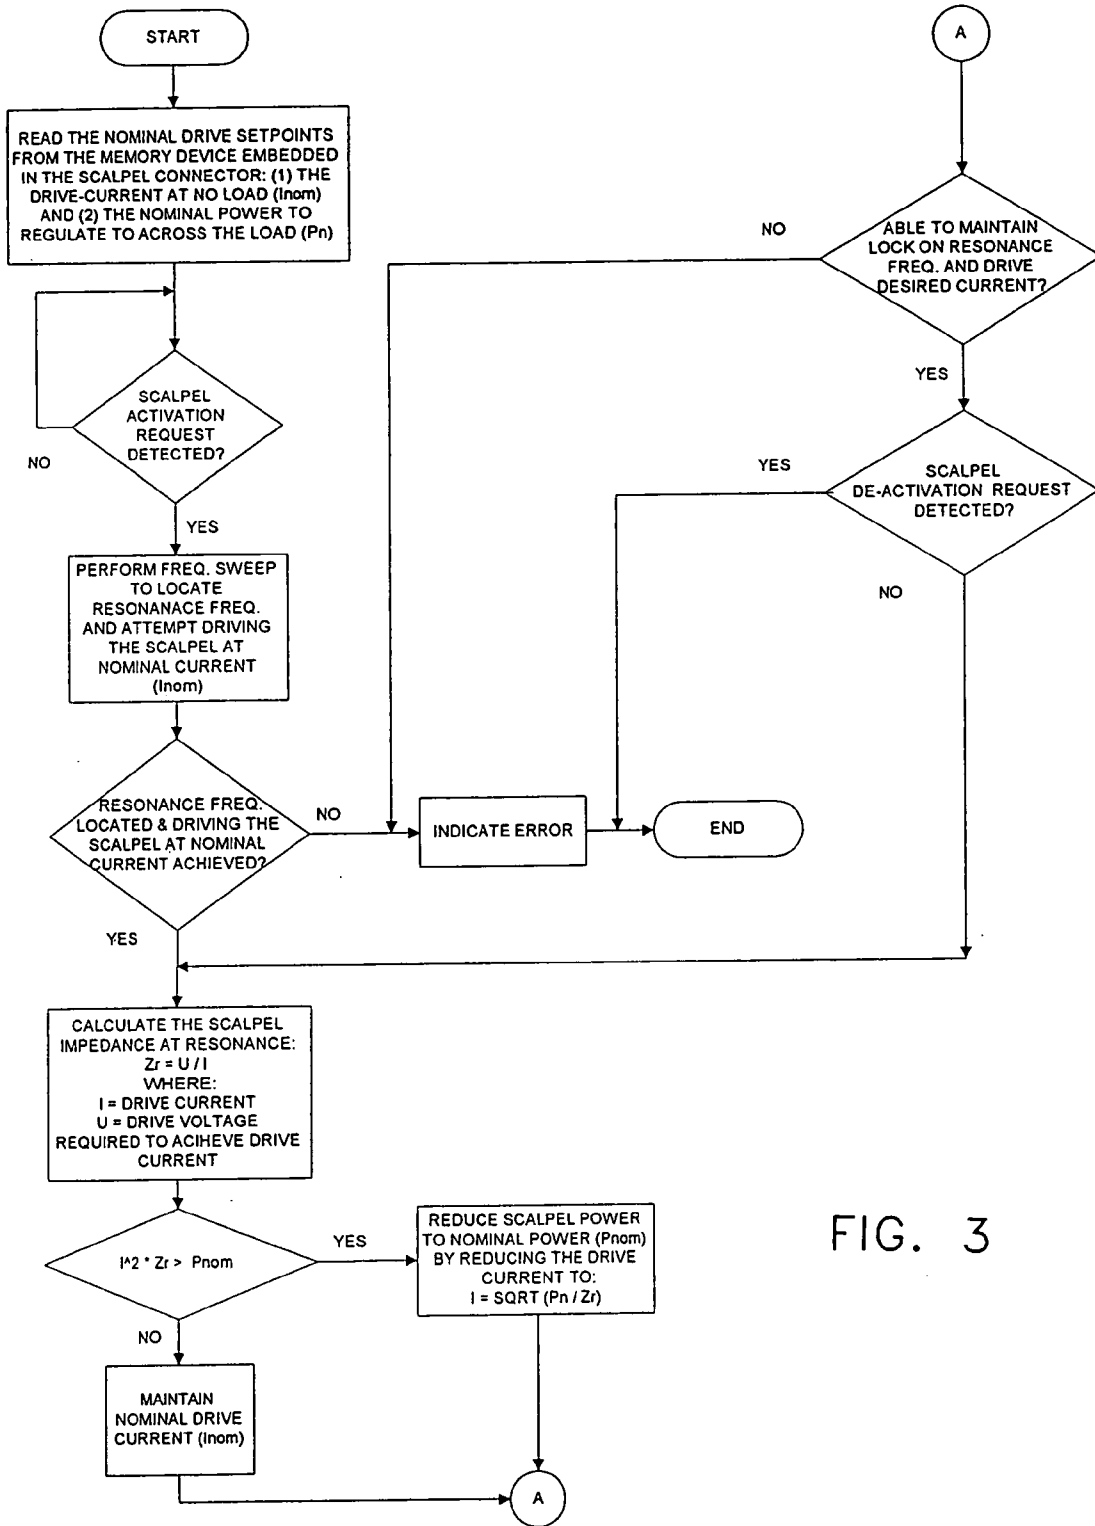 START
READ THE NOMINAL DRIVE SETPOINTS
FROM THE MEMORY DEVICE EMBEDDED
IN THE SCALPEL CONNECTOR: (1) THE
DRIVE-CURRENT AT NO LOAD (Inom)
AND (2) THE NOMINAL POWER TO
REGULATE TO ACROSS THE LOAD (Pn)
SCALPEL
ACTIVATION
REQUEST
DETECTED?
NO
YES
PERFORM FREQ. SWEEP
TO LOCATE
RESONANACE FREQ.
AND ATTEMPT DRIVING
THE SCALPEL AT
NOMINAL CURRENT
(Inom)
RESONANCE FREQ.
LOCATED & DRIVING THE
SCALPEL AT NOMINAL
CURRENT ACHIEVED?
NO
YES
INDICATE ERROR
END
CALCULATE THE SCALPEL
IMPEDANCE AT RESONANCE:
Zr = U / I
WHERE:
I = DRIVE CURRENT
U = DRIVE VOLTAGE
REQUIRED TO ACIHEVE DRIVE
CURRENT
I^2 * Zr > Pnom
YES
NO
REDUCE SCALPEL POWER
TO NOMINAL POWER (Pnom)
BY REDUCING THE DRIVE
CURRENT TO:
I = SQRT (Pn / Zr)
MAINTAIN
NOMINAL DRIVE
CURRENT (Inom)
A
A
ABLE TO MAINTAIN
LOCK ON RESONANCE
FREQ. AND DRIVE
DESIRED CURRENT?
NO
YES
SCALPEL
DE-ACTIVATION REQUEST
DETECTED?
YES
NO
FIG. 3